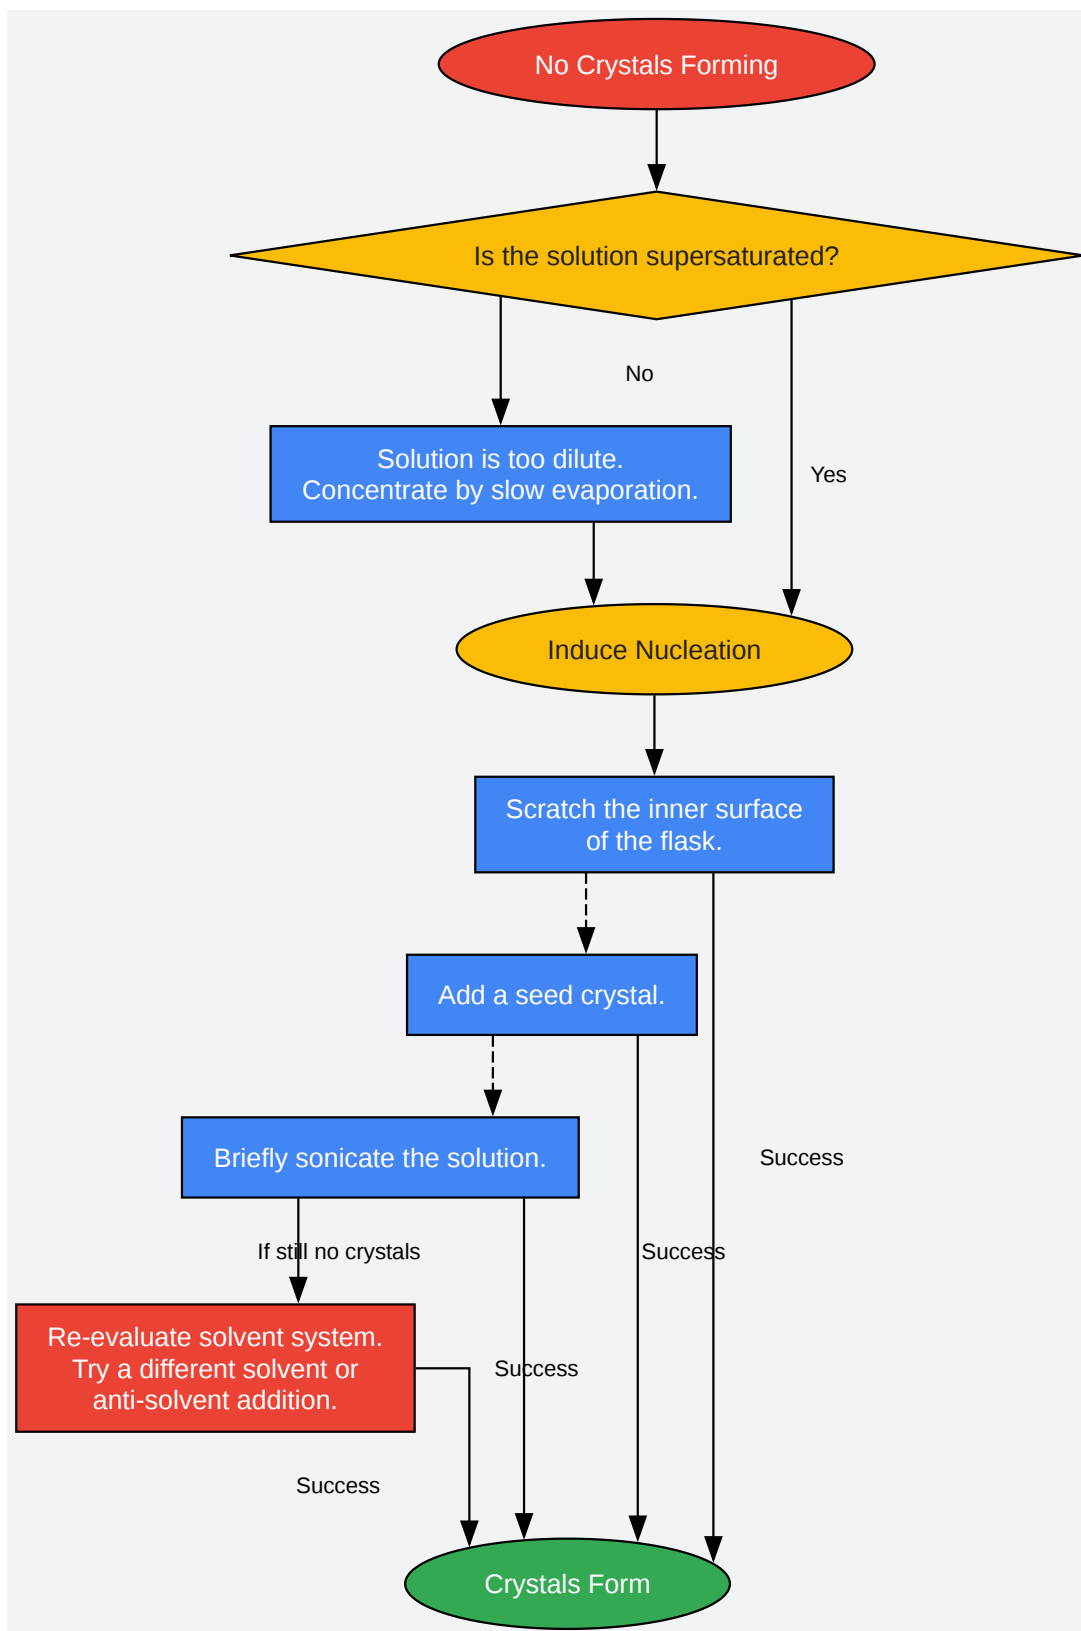 No Crystals Forming
Is the solution supersaturated?
No
Solution is too dilute.
Concentrate by slow evaporation.
Yes
Induce Nucleation
Scratch the inner surface
of the flask.
Add a seed crystal.
Briefly sonicate the solution.
Success
If still no crystals
Success
Re-evaluate solvent system.
Try a different solvent or
anti-solvent addition.
Success
Success
Crystals Form